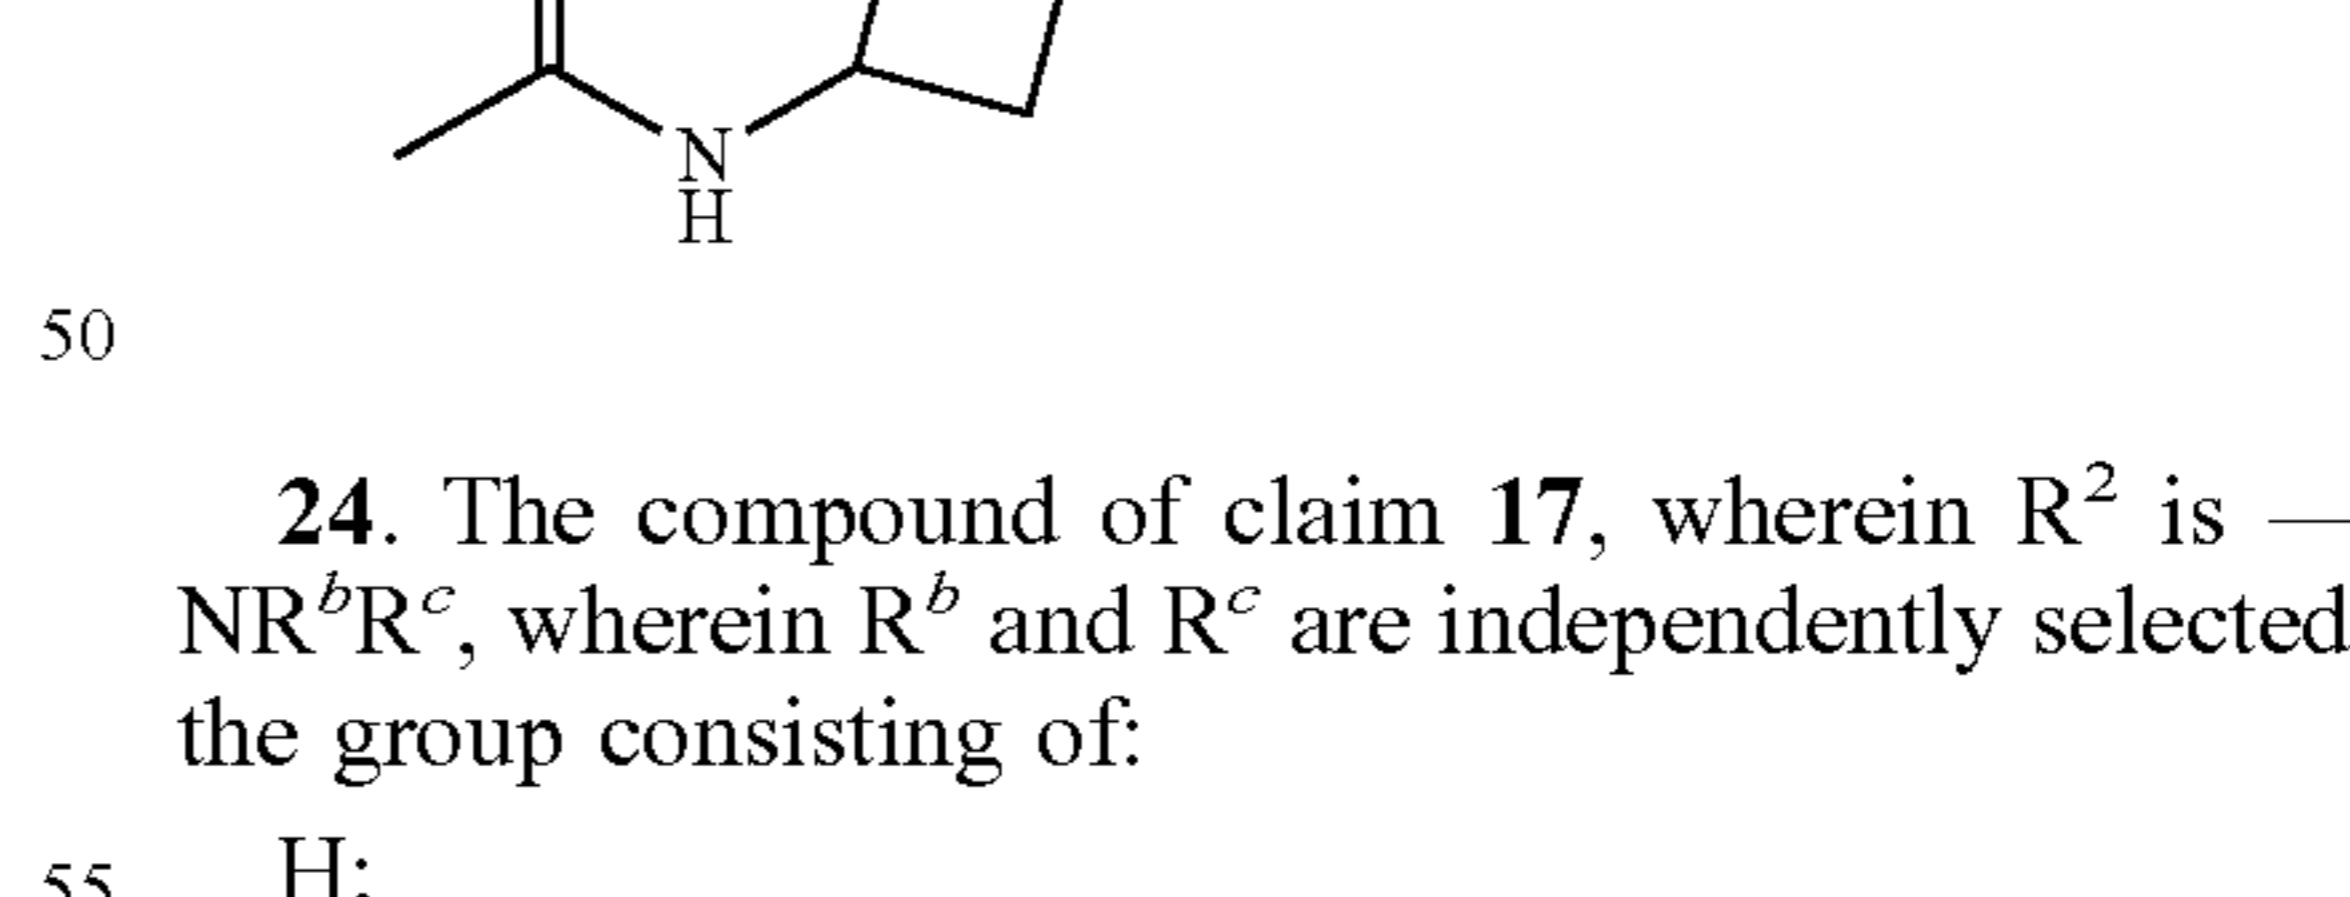 N
H
50
24. The compound of claim 17, wherein R² is —
NRᵇRᶜ, wherein Rᵇ and Rᶜ are independently selected
the group consisting of:
55 H;